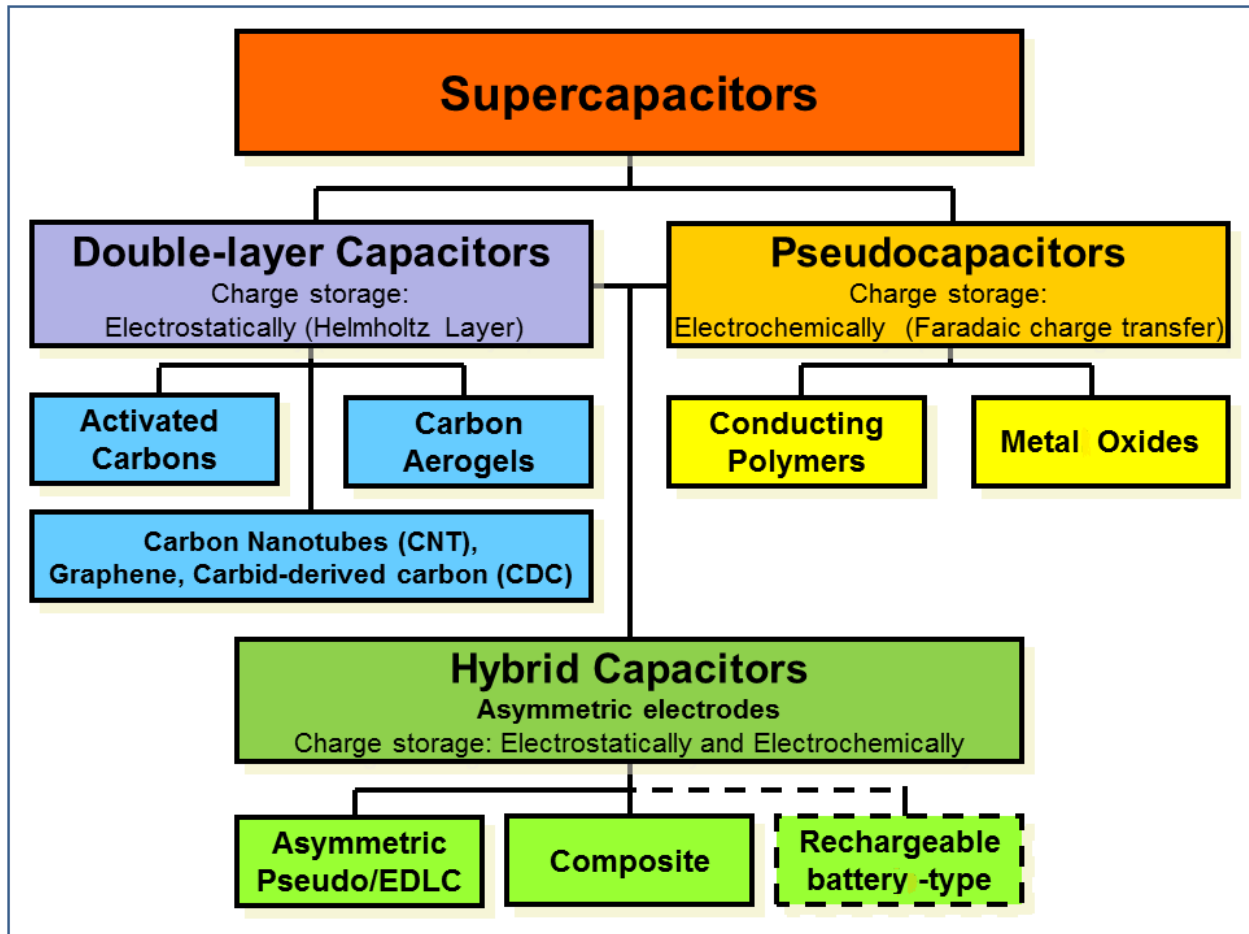 Supercapacitors
Double-layer Capacitors
Charge storage:
Electrostatically (Helmholtz Layer)
Pseudocapacitors
Charge storage:
Electrochemically (Faradaic charge transfer)
Activated
Carbons
Carbon
Aerogels
Conducting
Polymers
Metal Oxides
Carbon Nanotubes (CNT),
Graphene, Carbid-derived carbon (CDC)
Hybrid Capacitors
Asymmetric electrodes
Charge storage: Electrostatically and Electrochemically
Asymmetric
Pseudo/EDLC
Composite
Rechargeable
battery -type